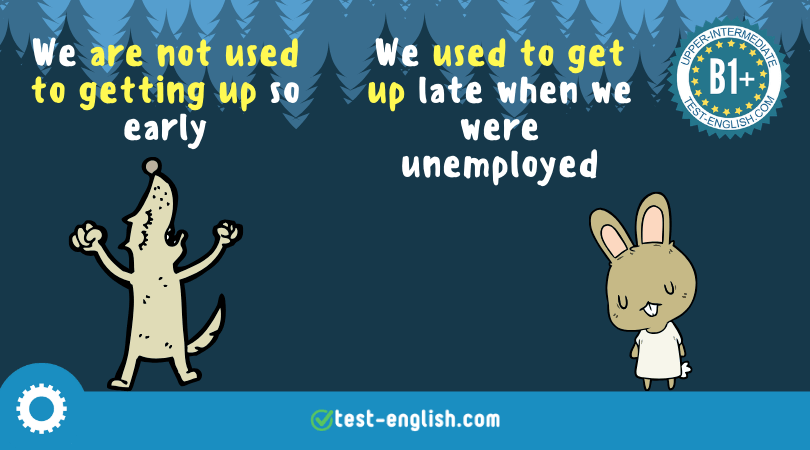 We are not used
to getting up so
early
We used to get
up late when we
were
unemployed
UPPER-INTERMEDIATE
B1+
TEST-ENGLISH.COM
test-english.com